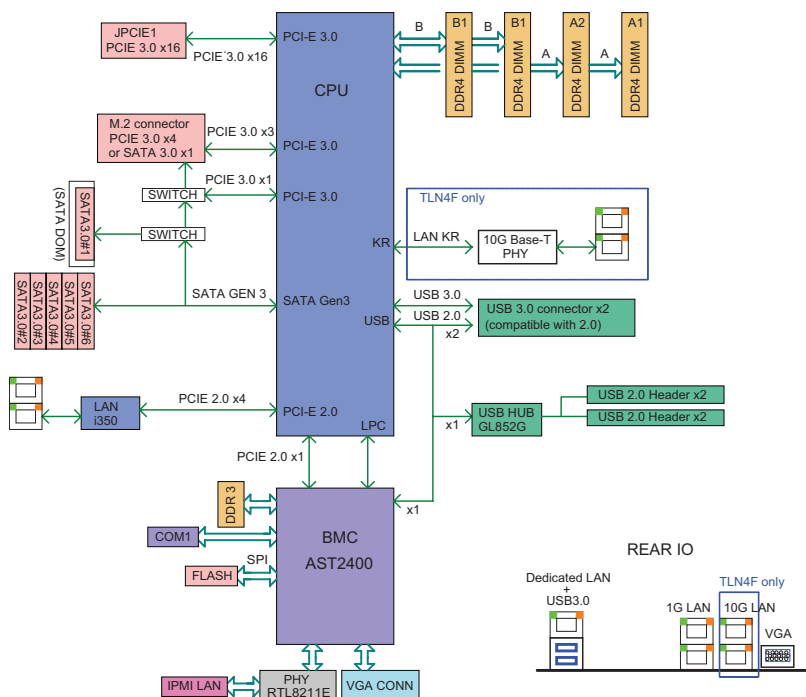 JPCIE1
PCIE 3.0 x16
PCIE 3.0 x16
PCI-E 3.0
CPU
B
B
A
A
B1
DDR4 DIMM
B1
DDR4 DIMM
A2
DDR4 DIMM
A1
DDR4 DIMM
M.2 connector
PCIE 3.0 x4
or SATA 3.0 x1
PCIE 3.0 x3
PCI-E 3.0
PCIE 3.0 x1
PCI-E 3.0
SWITCH
SWITCH
SATA3.0#1
(SATA DOM)
TLN4F only
KR
LAN KR
10G Base-T
PHY
SATA3.0#2
SATA3.0#3
SATA3.0#4
SATA3.0#5
SATA3.0#6
SATA GEN 3
SATA Gen3
USB
USB 3.0
USB 2.0
x2
USB 3.0 connector x2
(compatible with 2.0)
LAN
i350
PCIE 2.0 x4
PCI-E 2.0
LPC
x1
USB HUB
GL852G
USB 2.0 Header x2
USB 2.0 Header x2
PCIE 2.0 x1
x1
DDR 3
COM1
FLASH
SPI
BMC
AST2400
IPMI LAN
PHY
RTL8211E
VGA CONN
REAR IO
Dedicated LAN
+
USB3.0
1G LAN
TLN4F only
10G LAN
VGA